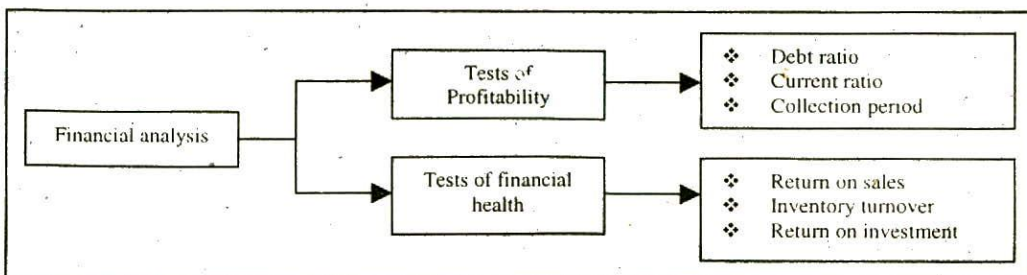 Financial analysis
Tests of
Profitability
❖ Debt ratio
❖ Current ratio
❖ Collection period
Tests of financial
health
❖ Return on sales
❖ Inventory turnover
❖ Return on investment